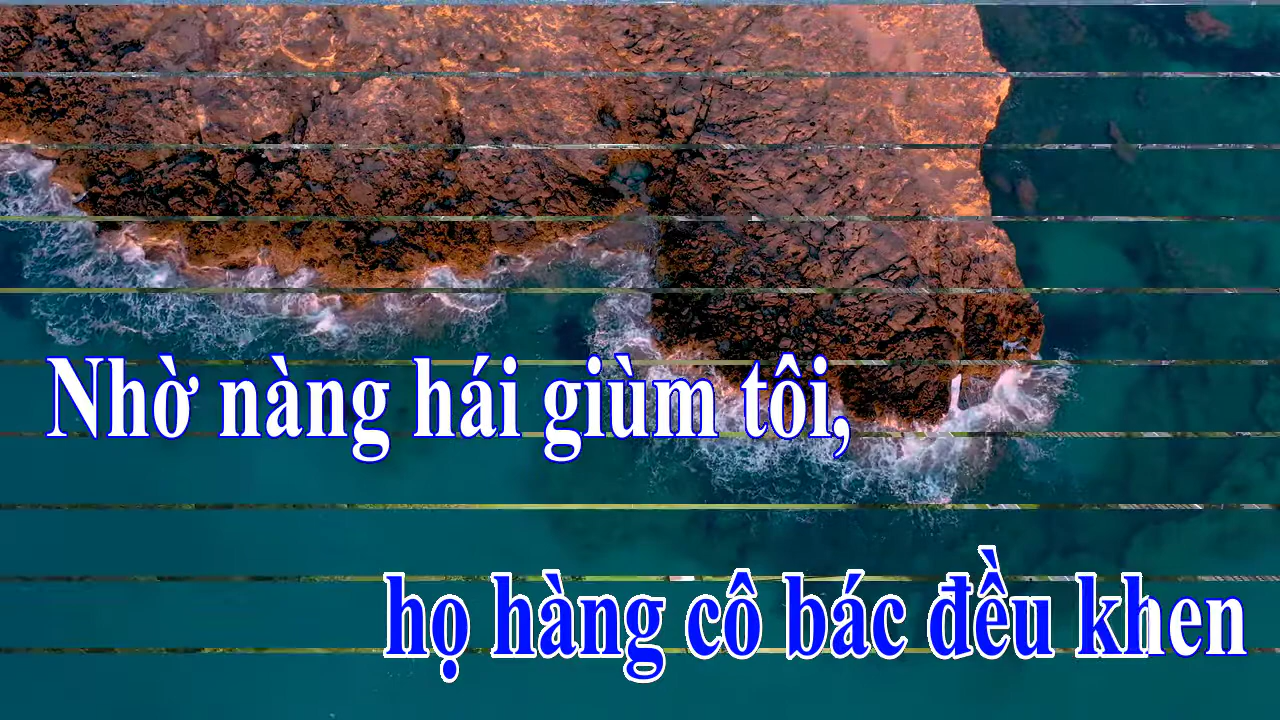 Nhờ nàng hái giùm tôi,
họ hàng cô bác đều khen